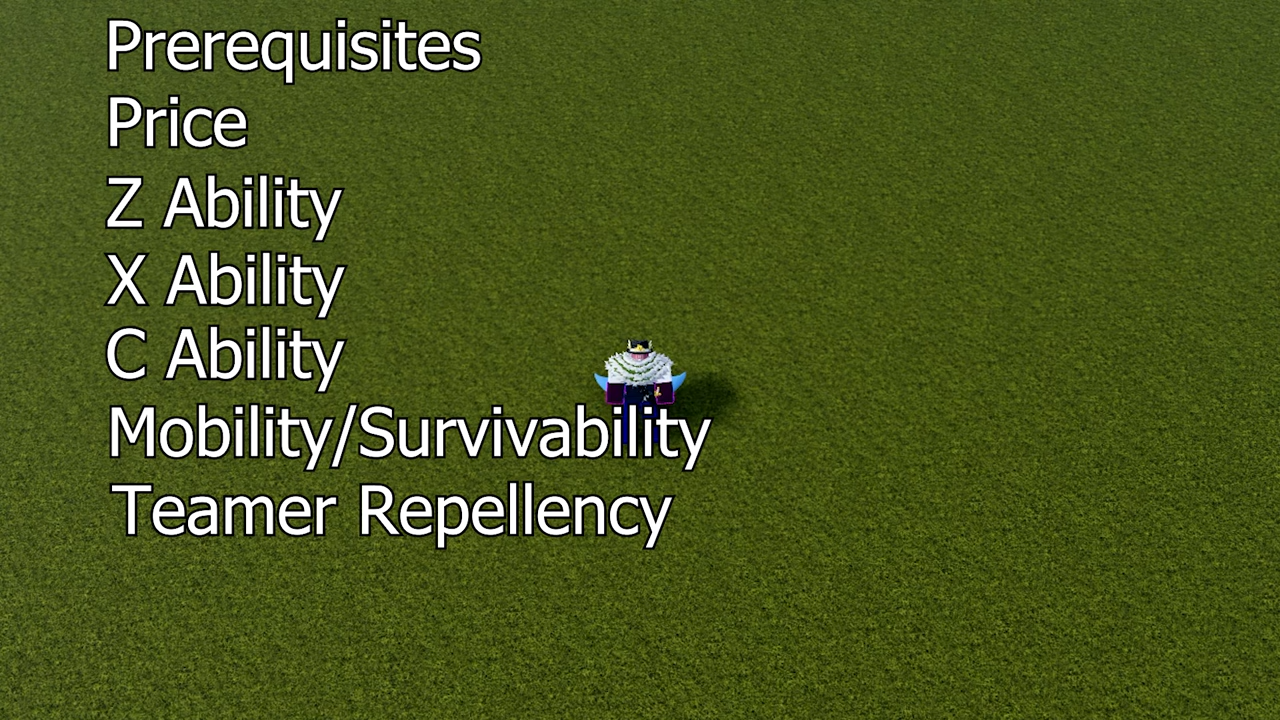 Prerequisites
Price
Z Ability
X Ability
C Ability
Mobility/Survivability
Teamer Repellency